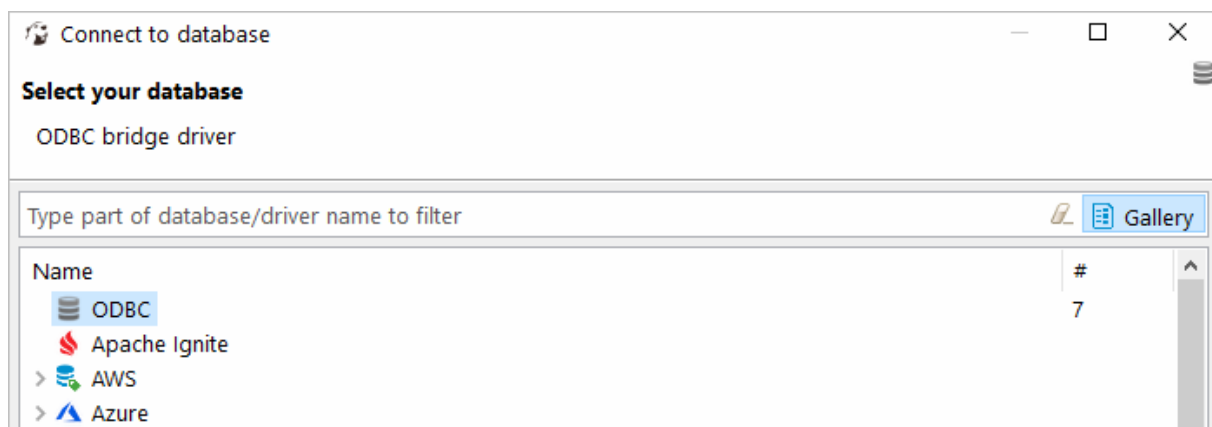 Connect to database
Select your database
ODBC bridge driver
Type part of database/driver name to filter Gallery
Name #
ODBC 7
Apache Ignite
AWS
Azure